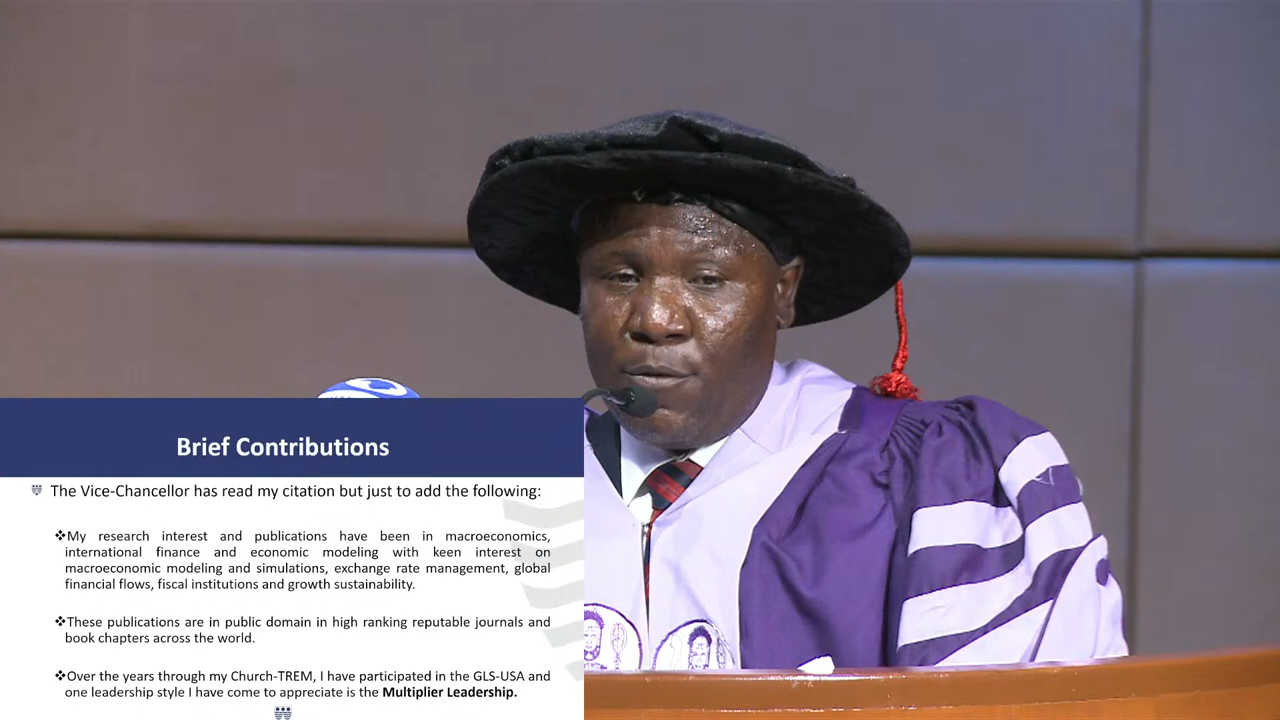 Brief Contributions
The Vice-Chancellor has read my citation but just to add the following:
❖My research interest and publications have been in macroeconomics,
international finance and economic modeling with keen interest on
macroeconomic modeling and simulations, exchange rate management, global
financial flows, fiscal institutions and growth sustainability.
❖These publications are in public domain in high ranking reputable journals and
book chapters across the world.
❖Over the years through my Church-TREM, I have participated in the GLS-USA and
one leadership style I have come to appreciate is the Multiplier Leadership.